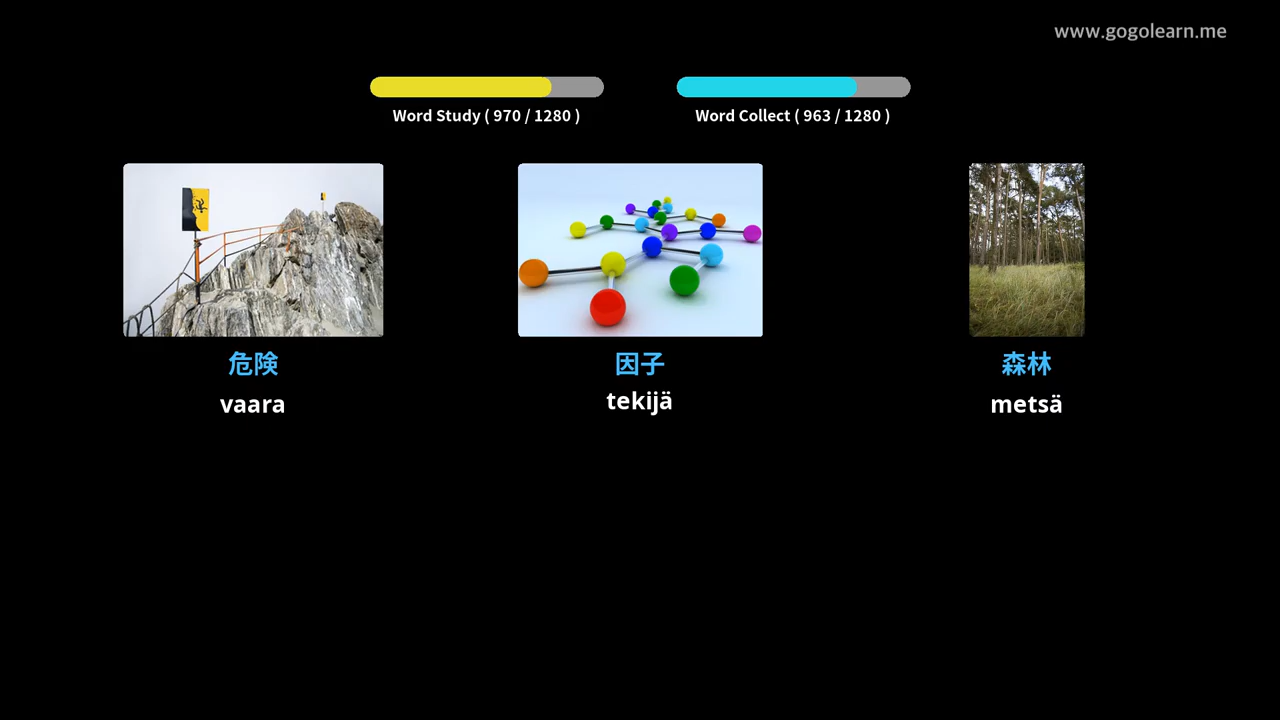 www.gogolearn.me
Word Study ( 970 / 1280 )
Word Collect ( 963 / 1280 )
危険
vaara
因子
tekijä
森林
metsä